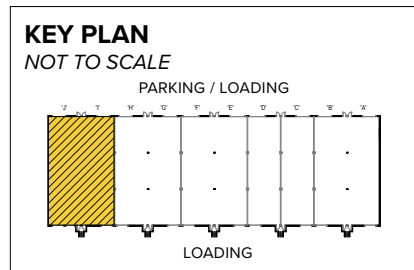 KEY PLAN
NOT TO SCALE
PARKING / LOADING
'J' 'I' 'H' 'G' 'F' 'E' 'D' 'C' 'B' 'A'
LOADING